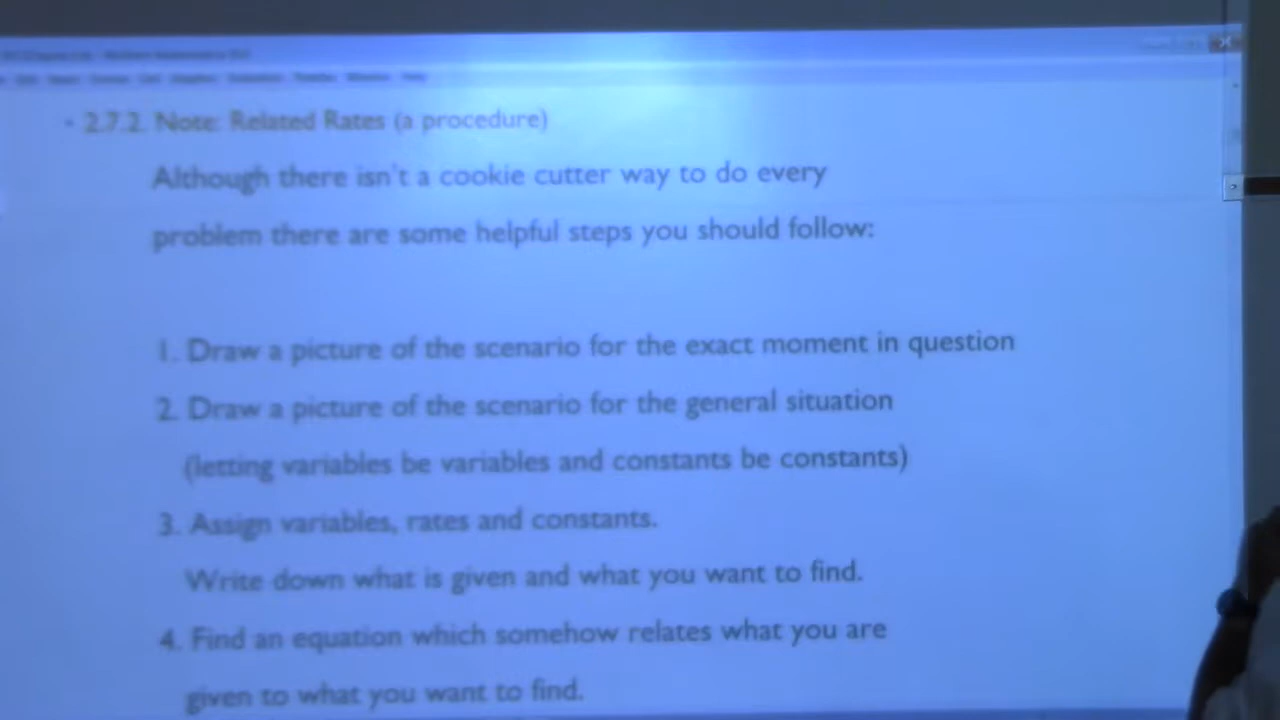 • 2.7.2. Note: Related Rates (a procedure)
Although there isn't a cookie cutter way to do every
problem there are some helpful steps you should follow:
1. Draw a picture of the scenario for the exact moment in question
2. Draw a picture of the scenario for the general situation
(letting variables be variables and constants be constants)
3. Assign variables, rates and constants.
Write down what is given and what you want to find.
4. Find an equation which somehow relates what you are
given to what you want to find.